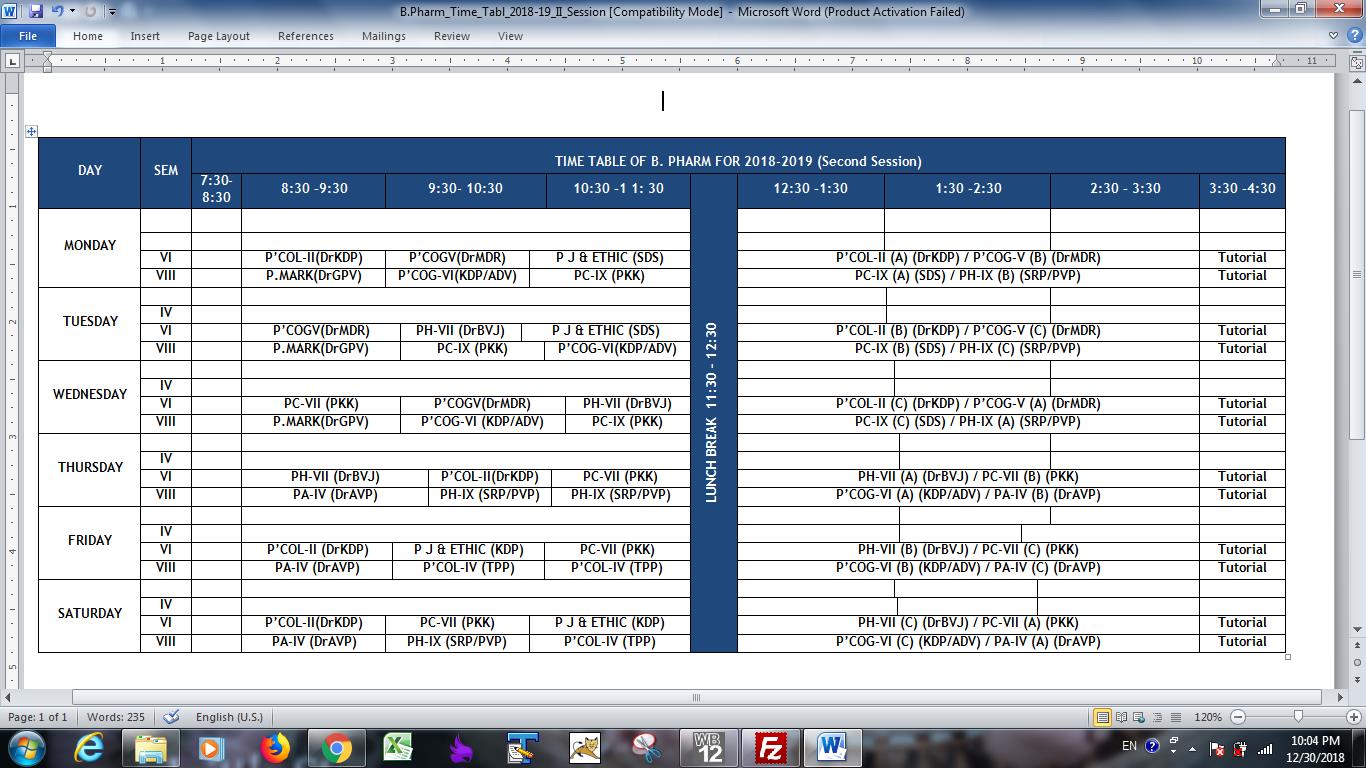 B.Pharm_Time_Tabl_2018-19_II_Session [Compatibility Mode] - Microsoft Word (Product Activation Failed)
File Home Insert Page Layout References Mailings Review View
1 2 3 4 5 6 7 8 9 10 11
DAY SEM TIME TABLE OF B. PHARM FOR 2018-2019 (Second Session)
7:30-8:30 8:30 -9:30 9:30- 10:30 10:30 -1 1: 30 12:30 -1:30 1:30 -2:30 2:30 - 3:30 3:30 -4:30
LUNCH BREAK 11:30 - 12:30
MONDAY
VI P'COL-II(DrKDP) P'COGV(DrMDR) P J & ETHIC (SDS) P'COL-II (A) (DrKDP) / P'COG-V (B) (DrMDR) Tutorial
VIII P.MARK(DrGPV) P'COG-VI(KDP/ADV) PC-IX (PKK) PC-IX (A) (SDS) / PH-IX (B) (SRP/PVP) Tutorial
TUESDAY
IV
VI P'COGV(DrMDR) PH-VII (DrBVJ) P J & ETHIC (SDS) P'COL-II (B) (DrKDP) / P'COG-V (C) (DrMDR) Tutorial
VIII P.MARK(DrGPV) PC-IX (PKK) P'COG-VI(KDP/ADV) PC-IX (B) (SDS) / PH-IX (C) (SRP/PVP) Tutorial
WEDNESDAY
IV
VI PC-VII (PKK) P'COGV(DrMDR) PH-VII (DrBVJ) P'COL-II (C) (DrKDP) / P'COG-V (A) (DrMDR) Tutorial
VIII P.MARK(DrGPV) P'COG-VI (KDP/ADV) PC-IX (PKK) PC-IX (C) (SDS) / PH-IX (A) (SRP/PVP) Tutorial
THURSDAY
IV
VI PH-VII (DrBVJ) P'COL-II(DrKDP) PC-VII (PKK) PH-VII (A) (DrBVJ) / PC-VII (B) (PKK) Tutorial
VIII PA-IV (DrAVP) PH-IX (SRP/PVP) PH-IX (SRP/PVP) P'COG-VI (A) (KDP/ADV) / PA-IV (B) (DrAVP) Tutorial
FRIDAY
IV
VI P'COL-II (DrKDP) P J & ETHIC (KDP) PC-VII (PKK) PH-VII (B) (DrBVJ) / PC-VII (C) (PKK) Tutorial
VIII PA-IV (DrAVP) P'COL-IV (TPP) P'COL-IV (TPP) P'COG-VI (B) (KDP/ADV) / PA-IV (C) (DrAVP) Tutorial
SATURDAY
IV
VI P'COL-II(DrKDP) PC-VII (PKK) P J & ETHIC (KDP) PH-VII (C) (DrBVJ) / PC-VII (A) (PKK) Tutorial
VIII PA-IV (DrAVP) PH-IX (SRP/PVP) P'COL-IV (TPP) P'COG-VI (C) (KDP/ADV) / PA-IV (A) (DrAVP) Tutorial
Page: 1 of 1 Words: 235 English (U.S.) 120%
WB 12 EN 10:04 PM
12/30/2018